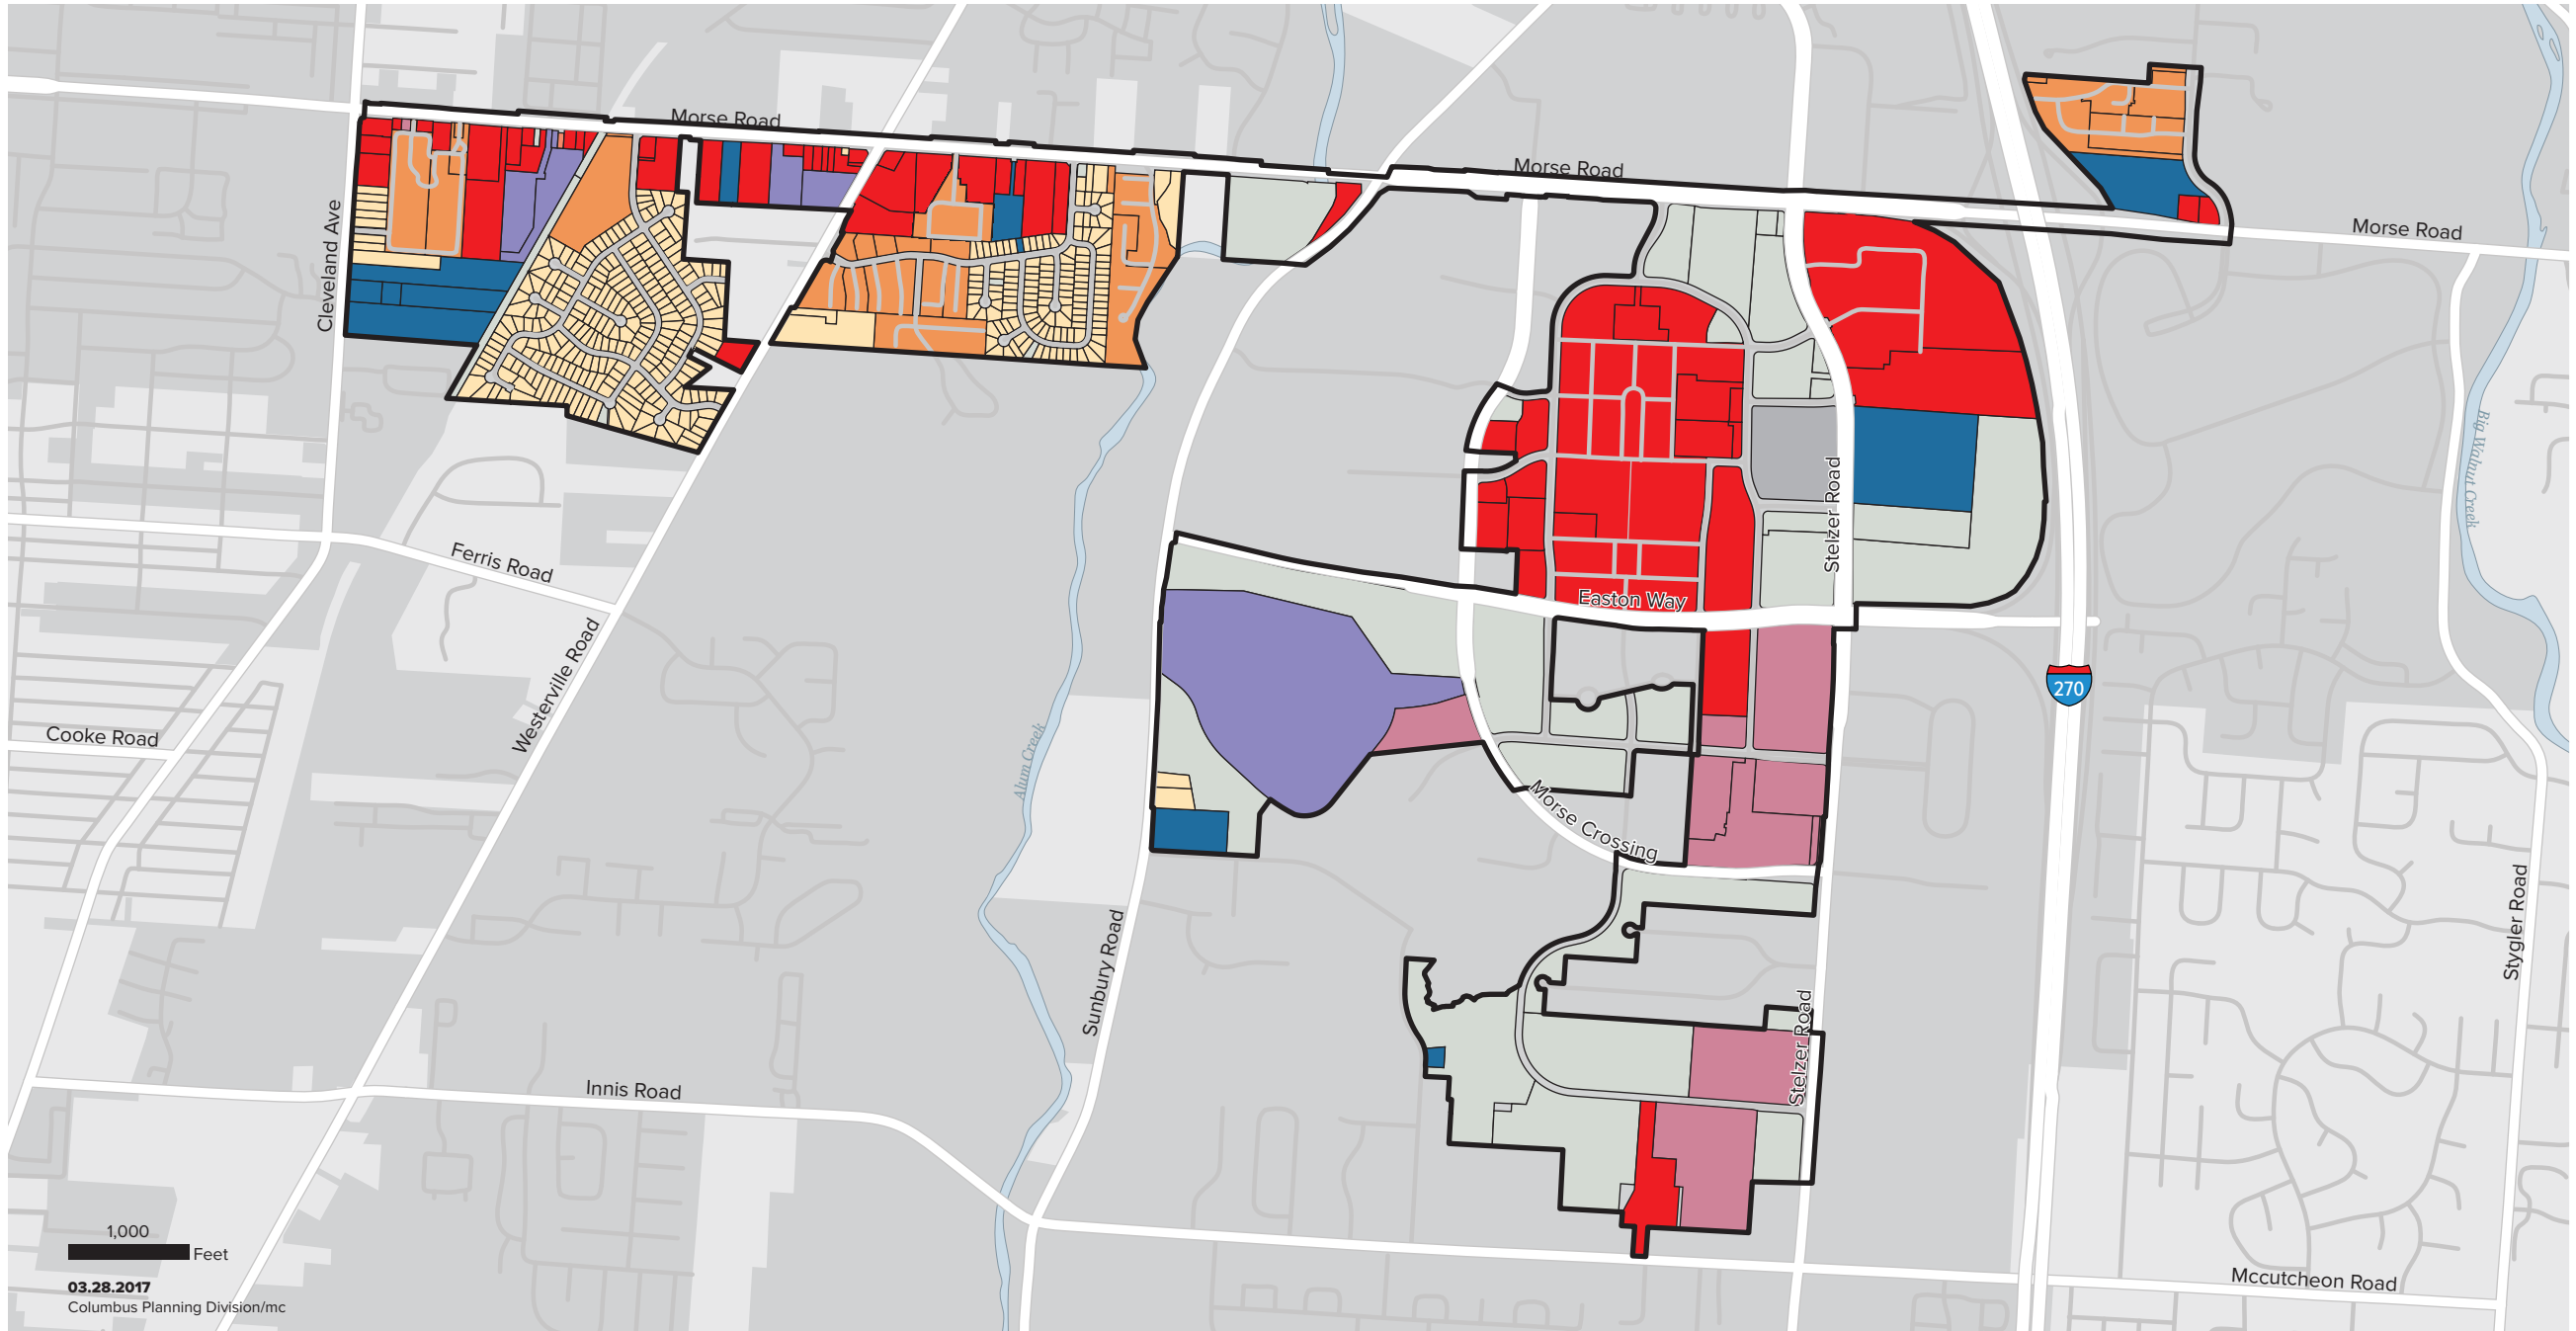 Morse Road
Morse Road
Morse Road
Cleveland Ave
Big Walnut Creek
Stelzer Road
Ferris Road
Easton Way
Westerville Road
270
Cooke Road
Alum Creek
Morse Crossing
Sunbury Road
Stygler Road
Stelzer Road
Innis Road
1,000
Feet
Mccutcheon Road
03.28.2017
Columbus Planning Division/mc